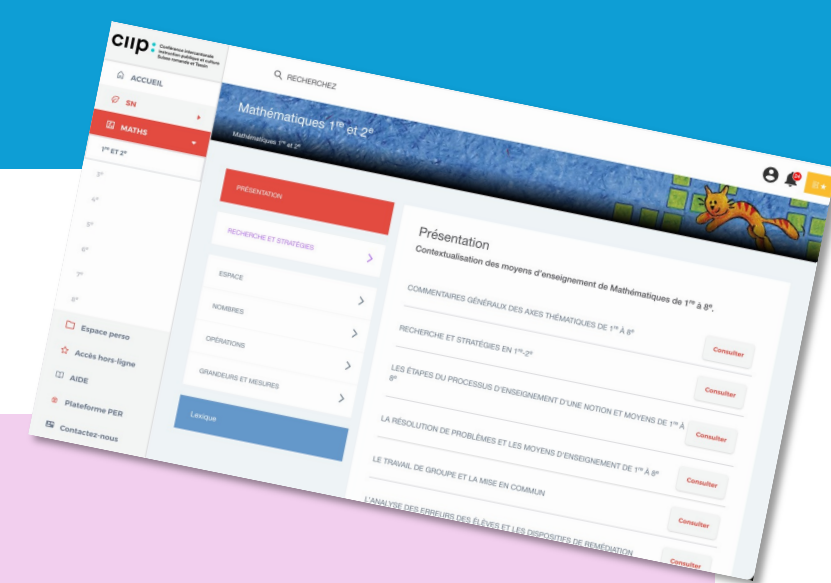 CIIP:
Conférence intercantonale
instruction publique et culture
Suisse romande et Tessin
RECHERCHEZ
ACCUEIL
SN
MATHS
1re ET 2e
3e
4e
5e
6e
7e
8e
Espace perso
Accès hors-ligne
AIDE
Plateforme PER
Contactez-nous
Mathématiques 1re et 2e
Mathématiques 1re et 2e
PRÉSENTATION
RECHERCHE ET STRATÉGIES
ESPACE
NOMBRES
OPÉRATIONS
GRANDEURS ET MESURES
Lexique
Présentation
Contextualisation des moyens d'enseignement de Mathématiques de 1re à 8e.
COMMENTAIRES GÉNÉRAUX DES AXES THÉMATIQUES DE 1re À 8e
Consulter
RECHERCHE ET STRATÉGIES EN 1re-2e
Consulter
LES ÉTAPES DU PROCESSUS D'ENSEIGNEMENT D'UNE NOTION ET MOYENS DE 1re À
8e
Consulter
LA RÉSOLUTION DE PROBLÈMES ET LES MOYENS D'ENSEIGNEMENT DE 1re À 8e
Consulter
LE TRAVAIL DE GROUPE ET LA MISE EN COMMUN
Consulter
L'ANALYSE DES ERREURS DES ÉLÈVES ET LES DISPOSITIFS DE REMÉDIATION
Consulter